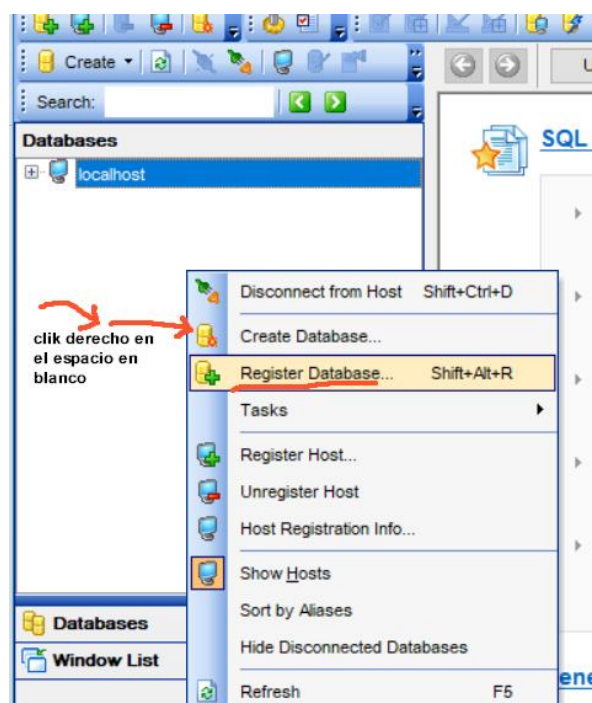 Create
U
Search:
Databases
localhost
SQL
clik derecho en
el espacio en
blanco
Disconnect from Host Shift+Ctrl+D
Create Database...
Register Database... Shift+Alt+R
Tasks
Register Host...
Unregister Host
Host Registration Info...
Show Hosts
Sort by Aliases
Hide Disconnected Databases
Refresh F5
Databases
Window List
ene